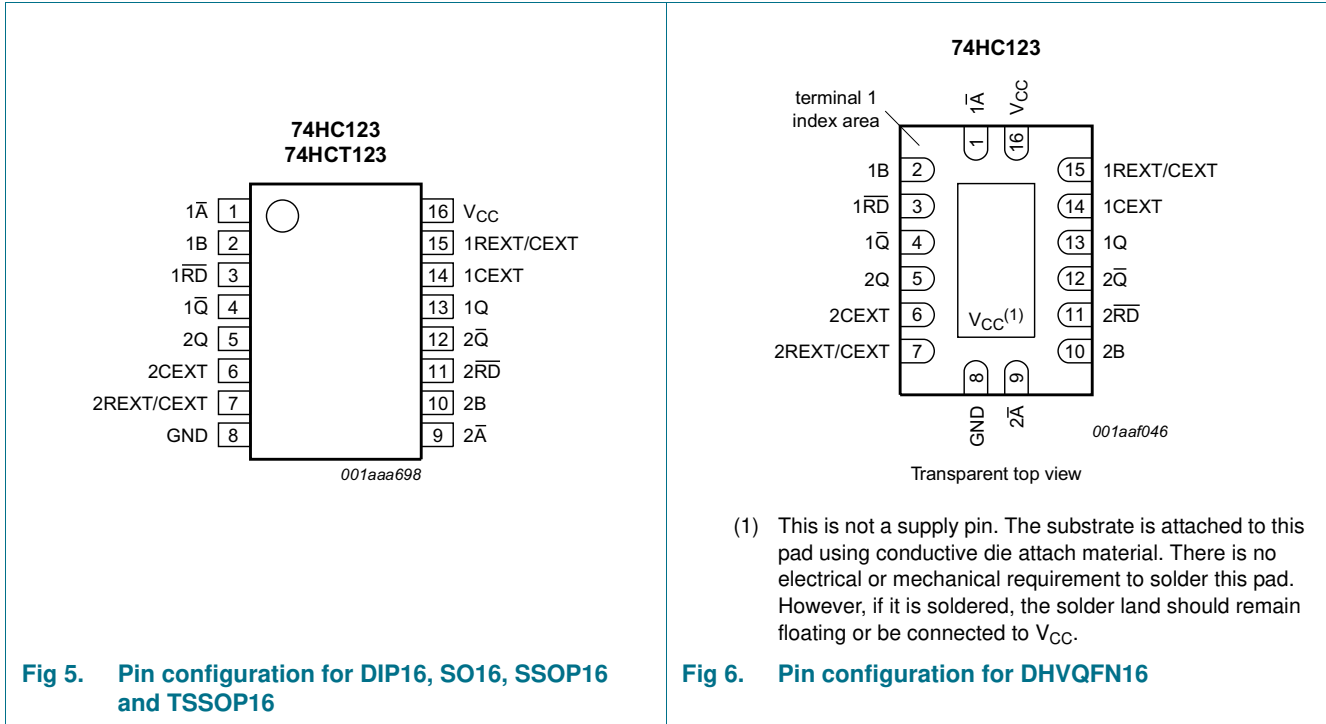 74HC123
74HCT123
1A̅ 1
1B 2
1R̅D̅ 3
1Q̅ 4
2Q 5
2CEXT 6
2REXT/CEXT 7
GND 8
16 VCC
15 1REXT/CEXT
14 1CEXT
13 1Q
12 2Q̅
11 2R̅D̅
10 2B
9 2A̅
001aaa698
Fig 5. Pin configuration for DIP16, SO16, SSOP16
and TSSOP16
74HC123
terminal 1
index area
1A̅
VCC
1
16
1B 2
1R̅D̅ 3
1Q̅ 4
2Q 5
2CEXT 6
2REXT/CEXT 7
15 1REXT/CEXT
14 1CEXT
13 1Q
12 2Q̅
11 2R̅D̅
10 2B
VCC(1)
8
9
GND
2A̅
001aaf046
Transparent top view
(1) This is not a supply pin. The substrate is attached to this
pad using conductive die attach material. There is no
electrical or mechanical requirement to solder this pad.
However, if it is soldered, the solder land should remain
floating or be connected to VCC.
Fig 6. Pin configuration for DHVQFN16